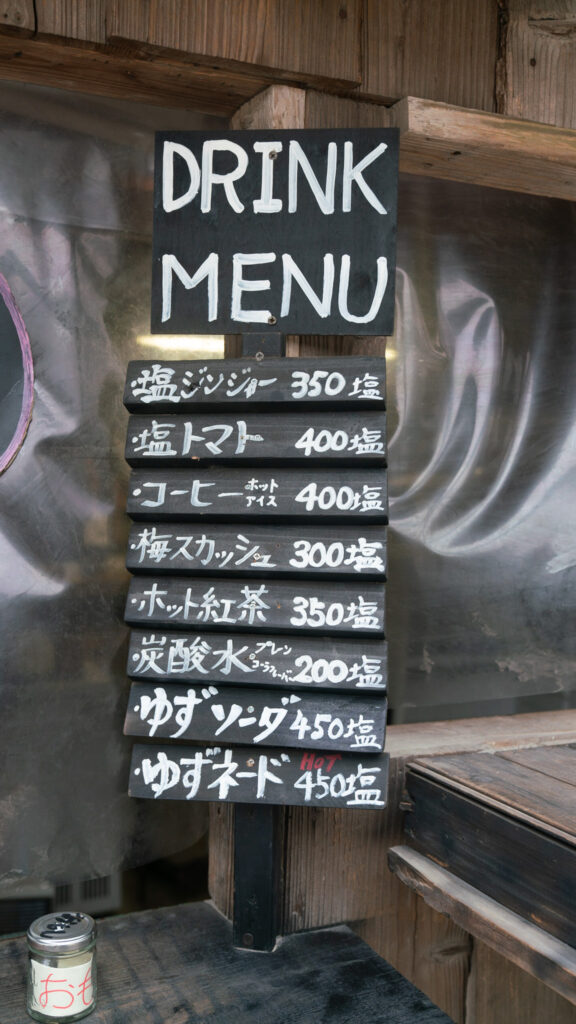 DRINK
MENU
・塩ジンジャー 350塩
・塩トマト 400塩
・コーヒー ホット アイス 400塩
・梅スカッシュ 300塩
・ホット紅茶 350塩
・炭酸水 プレーン 200塩
・ゆずソーダ 450塩
・ゆずネード HOT 450塩
おも